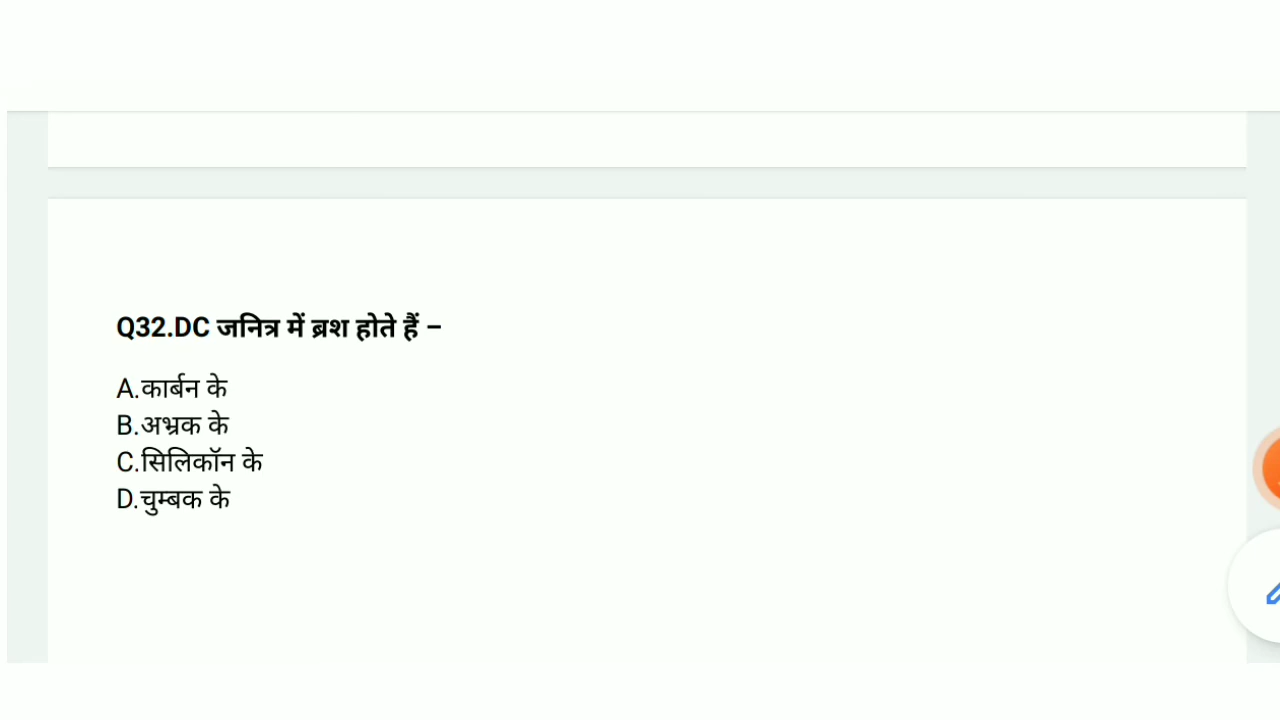 Q32.DC जनित्र में ब्रश होते हैं –
A.कार्बन के
B.अभ्रक के
C.सिलिकॉन के
D.चुम्बक के